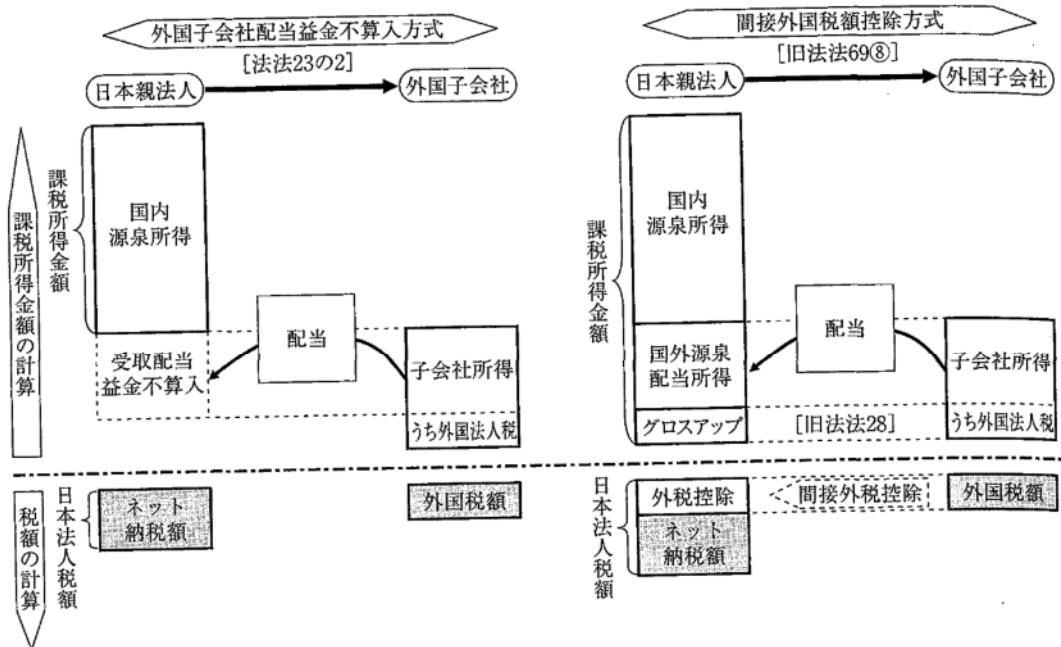 外国子会社配当益金不算入方式
[法法23の2]
日本親法人
外国子会社
課税所得金額の計算
課税所得金額
国内
源泉所得
配当
受取配当
益金不算入
子会社所得
うち外国法人税
税額の計算
日本法人税額
ネット
納税額
外国税額
間接外国税額控除方式
[旧法法69⑧]
日本親法人
外国子会社
課税所得金額
国内
源泉所得
配当
国外源泉
配当所得
子会社所得
グロスアップ
[旧法法28]
うち外国法人税
日本法人税額
外税控除
間接外税控除
外国税額
ネット
納税額